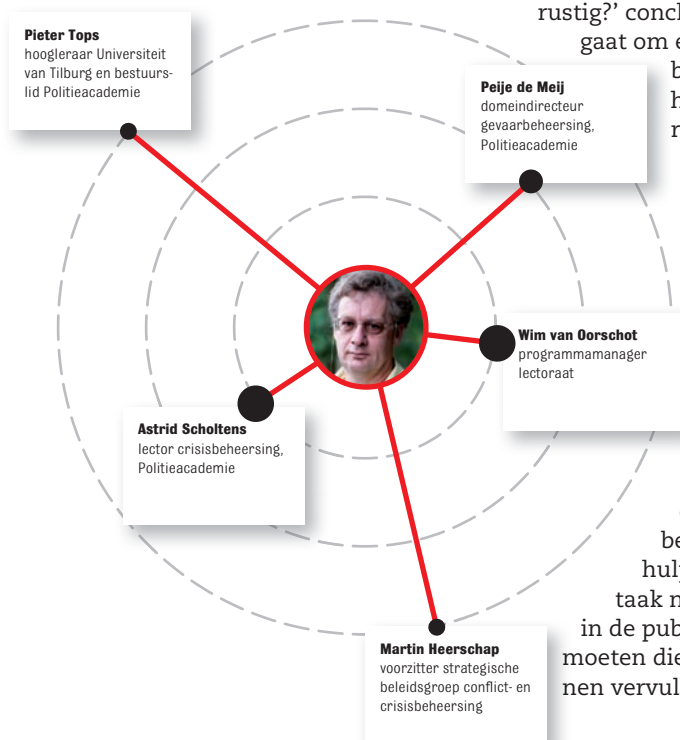 Pieter Tops
hoogleraar Universiteit
van Tilburg en bestuurs-
lid Politieacademie
Peije de Meij
domeindirecteur
gevaarbeheersing,
Politieacademie
Wim van Oorschot
programmamanager
lectoraat
Astrid Scholtens
lector crisisbeheersing,
Politieacademie
Martin Heerschap
voorzitter strategische
beleidsgroep conflict- en
crisisbeheersing
rustig?’ concl
gaat om e
b
h
be
hul
taak n
in de pub
moeten die
nen vervul